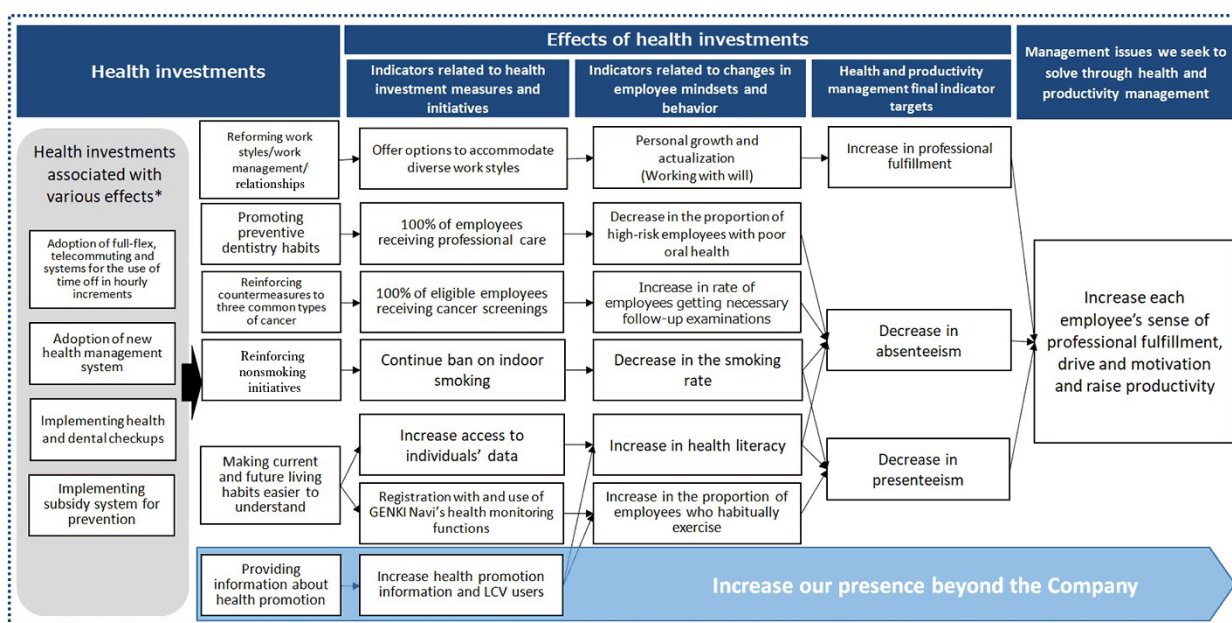 Health investments
Effects of health investments
Indicators related to health
investment measures and
initiatives
Indicators related to changes in
employee mindsets and
behavior
Health and productivity
management final indicator
targets
Management issues we seek to
solve through health and
productivity management
Health investments
associated with
various effects*
Adoption of full-flex,
telecommuting and
systems for the use of
time off in hourly
increments
Adoption of new
health management
system
Implementing health
and dental checkups
Implementing
subsidy system for
prevention
Reforming work
styles/work
management/
relationships
Offer options to accommodate
diverse work styles
Personal growth and
actualization
(Working with will)
Increase in professional
fulfillment
Promoting
preventive
dentistry habits
100% of employees
receiving professional care
Decrease in the proportion of
high-risk employees with poor
oral health
Reinforcing
countermeasures to
three common types
of cancer
100% of eligible employees
receiving cancer screenings
Increase in rate of
employees getting necessary
follow-up examinations
Reinforcing
nonsmoking
initiatives
Continue ban on indoor
smoking
Decrease in the smoking
rate
Decrease in
absenteeism
Making current
and future living
habits easier to
understand
Increase access to
individuals’ data
Increase in health literacy
Registration with and use of
GENKI Navi’s health monitoring
functions
Increase in the proportion of
employees who habitually
exercise
Decrease in
presenteeism
Increase each
employee’s sense of
professional fulfillment,
drive and motivation
and raise productivity
Providing
information about
health promotion
Increase health promotion
information and LCV users
Increase our presence beyond the Company